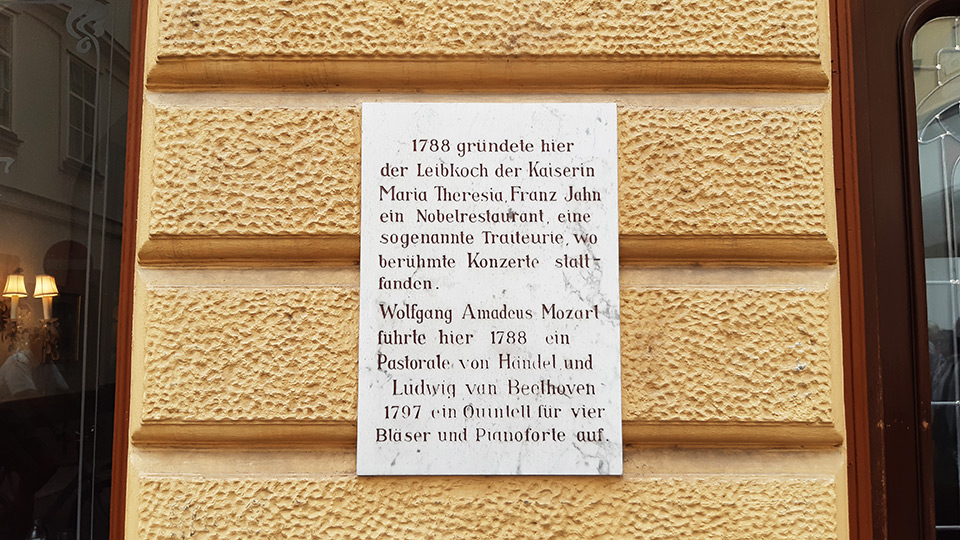 1788 gründete hier
der Leibkoch der Kaiserin
Maria Theresia, Franz Jahn
ein Nobelrestaurant, eine
sogenannte Traiteurie, wo
berühmte Konzerte statt-
fanden.
Wolfgang Amadeus Mozart
führte hier 1788 ein
Pastorale von Händel und
Ludwig van Beethoven
1797 ein Quintett für vier
Bläser und Pianoforte auf.